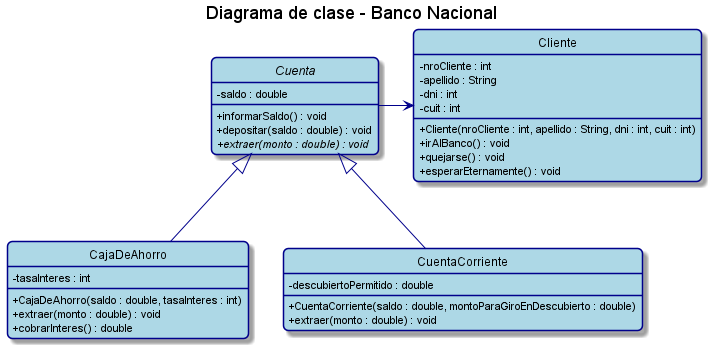 Diagrama de clase - Banco Nacional
Cuenta
-saldo : double
+informarSaldo() : void
+depositar(saldo : double) : void
+extraer(monto : double) : void
Cliente
-nroCliente : int
-apellido : String
-dni : int
-cuit : int
+Cliente(nroCliente : int, apellido : String, dni : int, cuit : int)
+irAlBanco() : void
+quejarse() : void
+esperarEternamente() : void
CajaDeAhorro
-tasaInteres : int
+CajaDeAhorro(saldo : double, tasaInteres : int)
+extraer(monto : double) : void
+cobrarInteres() : double
CuentaCorriente
-descubiertoPermitido : double
+CuentaCorriente(saldo : double, montoParaGiroEnDescubierto : double)
+extraer(monto : double) : void